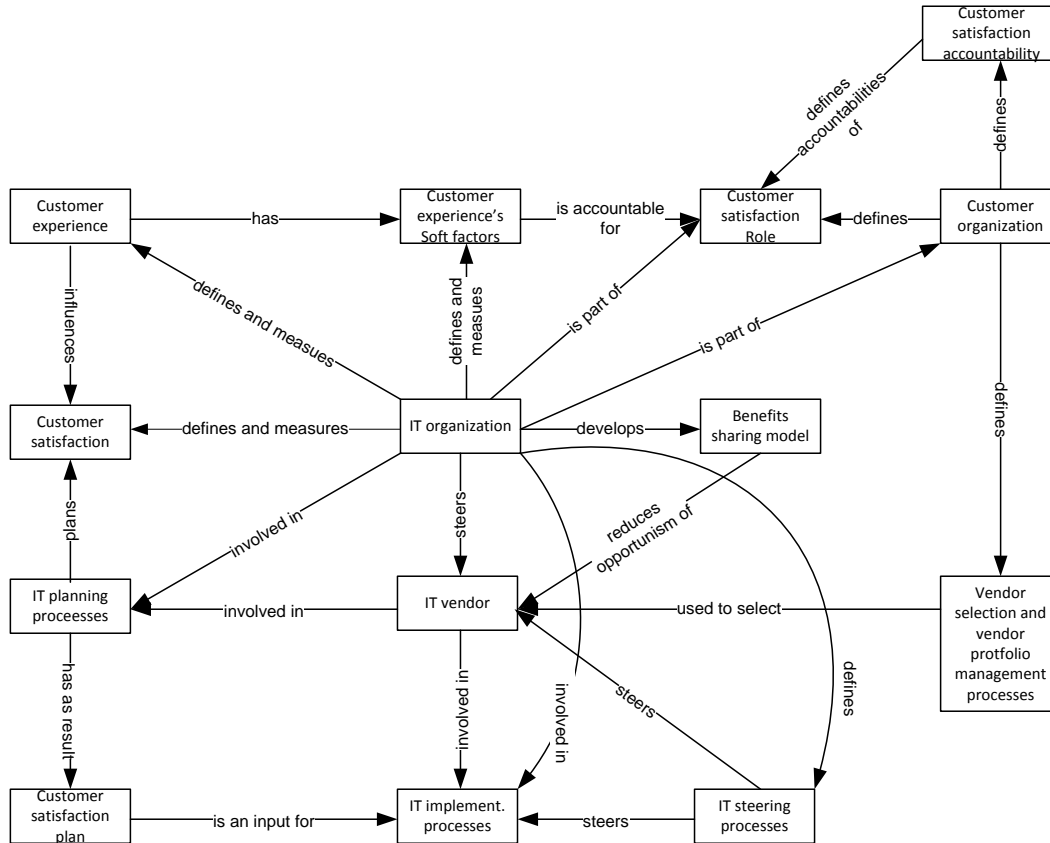 Customer
satisfaction
accountability
defines
accountabilities
of
defines
Customer
experience
has
Customer
experience's
Soft factors
is accountable
for
Customer
satisfaction
Role
defines
Customer
organization
influences
defines and measues
defines and
measures
is part of
is part of
defines
Customer
satisfaction
defines and measures
IT organization
develops
Benefits
sharing model
plans
involved in
steers
reduces
opportunism of
IT planning
proceesses
involved in
IT vendor
used to select
Vendor
selection and
vendor
protfolio
management
processes
has as result
involved in
involved in
steers
defines
Customer
satisfaction
plan
is an input for
IT implement.
processes
steers
IT steering
processes